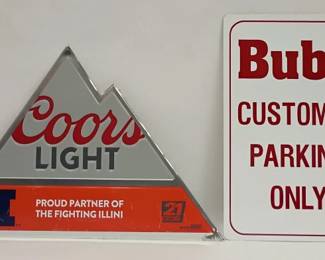 Coors
LIGHT
PROUD PARTNER OF
THE FIGHTING ILLINI
21
Bub
CUSTOM
PARKIN
ONLY